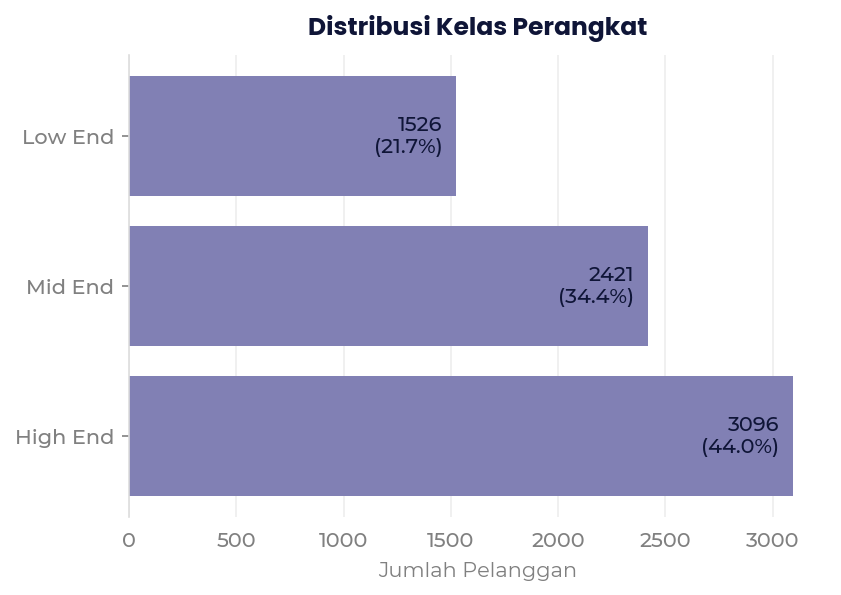 Distribusi Kelas Perangkat
Low End
1526
(21.7%)
Mid End
2421
(34.4%)
High End
3096
(44.0%)
0 500 1000 1500 2000 2500 3000
Jumlah Pelanggan